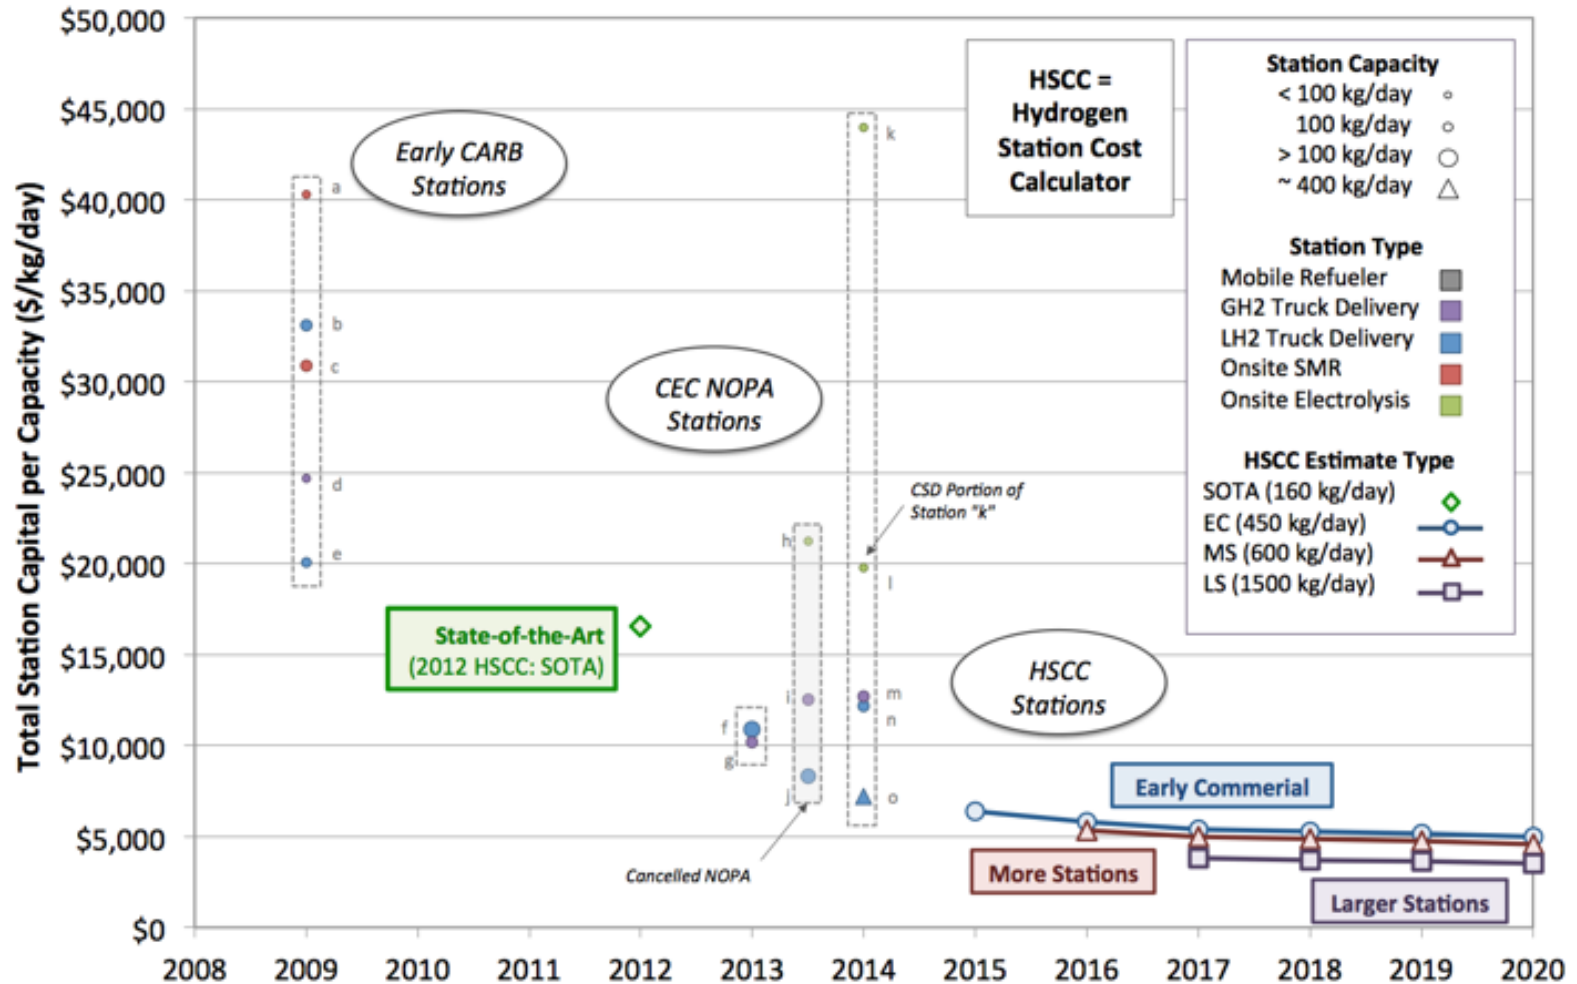 Total Station Capital per Capacity ($/kg/day)
$50,000
$45,000
$40,000
$35,000
$30,000
$25,000
$20,000
$15,000
$10,000
$5,000
$0
2008 2009 2010 2011 2012 2013 2014 2015 2016 2017 2018 2019 2020
Early CARB
Stations
a
b
c
d
e
State-of-the-Art
(2012 HSCC: SOTA)
CEC NOPA
Stations
f
g
h
i
j
Cancelled NOPA
k
CSD Portion of
Station "k"
l
m
n
o
HSCC =
Hydrogen
Station Cost
Calculator
HSCC
Stations
Early Commerial
More Stations
Larger Stations
Station Capacity
< 100 kg/day
100 kg/day
> 100 kg/day
~ 400 kg/day
Station Type
Mobile Refueler
GH2 Truck Delivery
LH2 Truck Delivery
Onsite SMR
Onsite Electrolysis
HSCC Estimate Type
SOTA (160 kg/day)
EC (450 kg/day)
MS (600 kg/day)
LS (1500 kg/day)